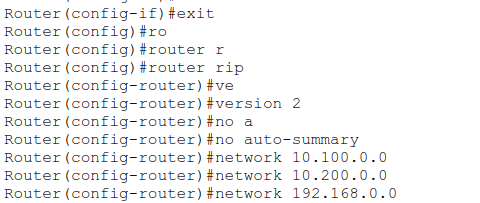 Router(config-if)#exit
Router(config)#ro
Router(config)#router r
Router(config)#router rip
Router(config-router)#ve
Router(config-router)#version 2
Router(config-router)#no a
Router(config-router)#no auto-summary
Router(config-router)#network 10.100.0.0
Router(config-router)#network 10.200.0.0
Router(config-router)#network 192.168.0.0